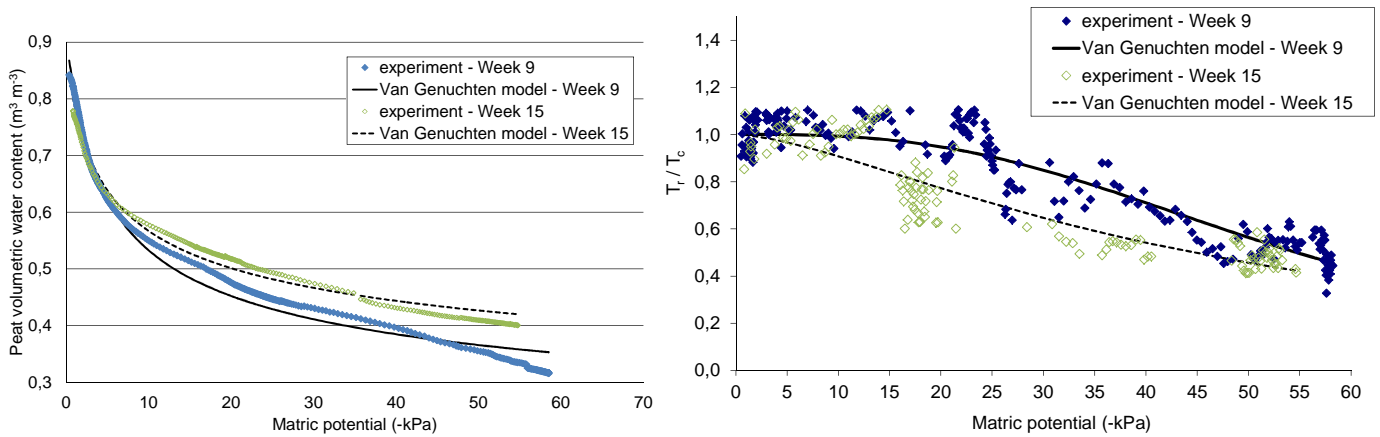 0,9
0,8
0,7
0,6
0,5
0,4
0,3
0 10 20 30 40 50 60 70
Peat volumetric water content (m³ m⁻³)
Matric potential (-kPa)
experiment - Week 9
Van Genuchten model - Week 9
experiment - Week 15
Van Genuchten model - Week 15
1,4
1,2
1,0
0,8
0,6
0,4
0,2
0,0
0 5 10 15 20 25 30 35 40 45 50 55 60
Tr / Tc
Matric potential (-kPa)
experiment - Week 9
Van Genuchten model - Week 9
experiment - Week 15
Van Genuchten model - Week 15